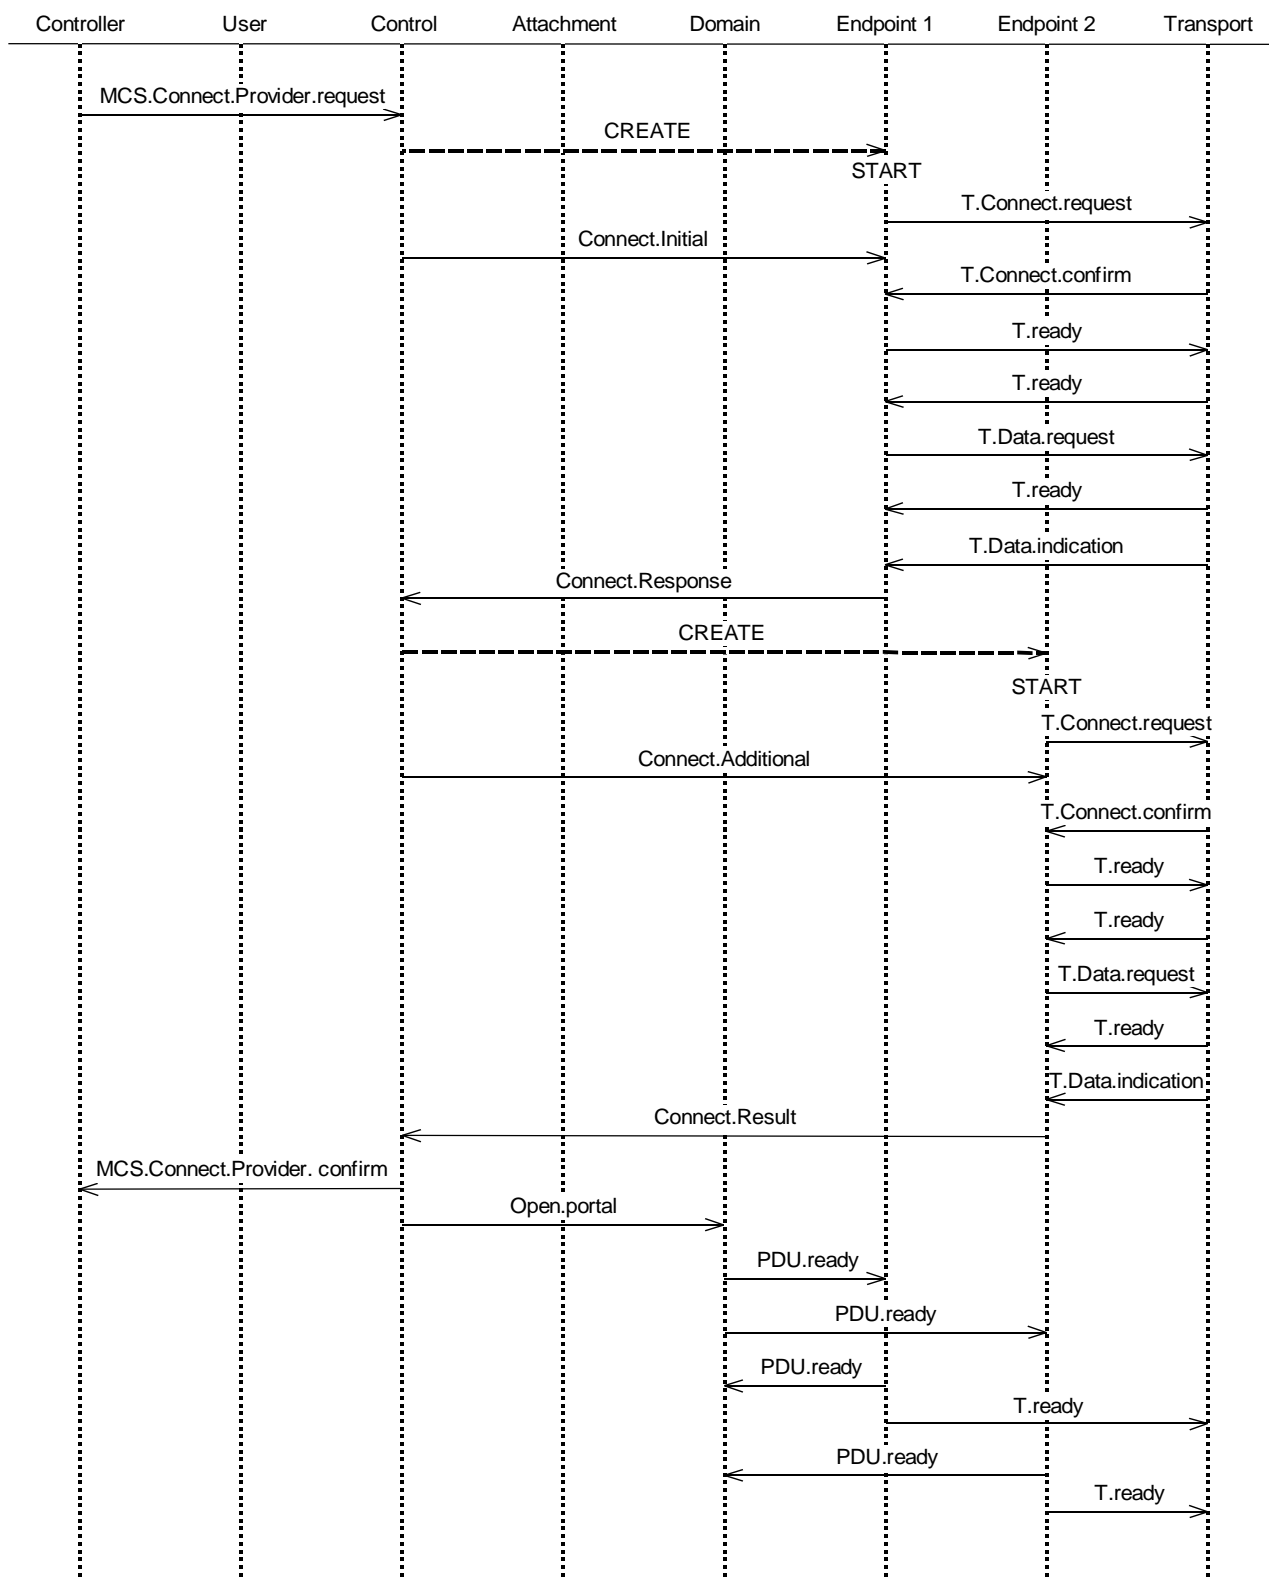 Controller User Control Attachment Domain Endpoint 1 Endpoint 2 Transport
MCS.Connect.Provider.request
CREATE
START
T.Connect.request
Connect.Initial
T.Connect.confirm
T.ready
T.ready
T.Data.request
T.ready
T.Data.indication
Connect.Response
CREATE
START
T.Connect.request
Connect.Additional
T.Connect.confirm
T.ready
T.ready
T.Data.request
T.ready
T.Data.indication
Connect.Result
MCS.Connect.Provider. confirm
Open.portal
PDU.ready
PDU.ready
PDU.ready
T.ready
PDU.ready
T.ready